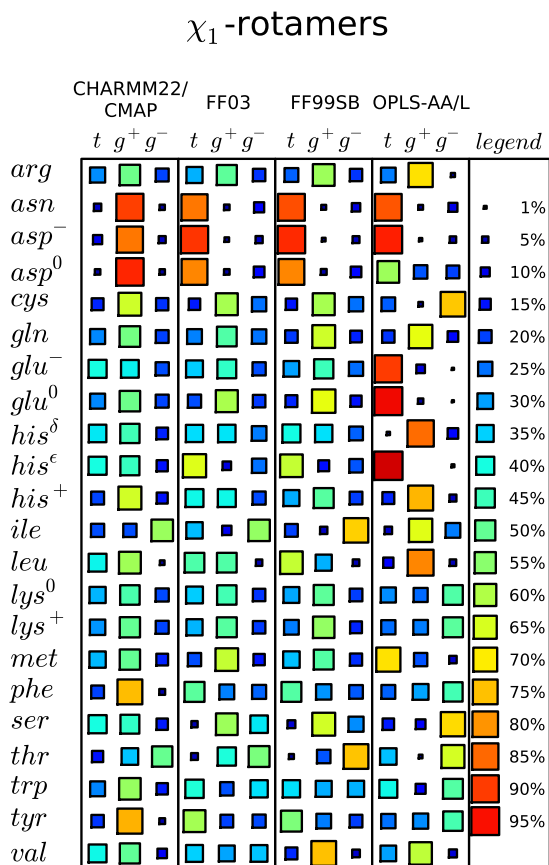 χ₁-rotamers
CHARMM22/ CMAP FF03 FF99SB OPLS-AA/L
t g⁺ g⁻ t g⁺ g⁻ t g⁺ g⁻ t g⁺ g⁻ legend
arg
asn 1%
asp⁻ 5%
asp⁰ 10%
cys 15%
gln 20%
glu⁻ 25%
glu⁰ 30%
his^δ 35%
his^ϵ 40%
his⁺ 45%
ile 50%
leu 55%
lys⁰ 60%
lys⁺ 65%
met 70%
phe 75%
ser 80%
thr 85%
trp 90%
tyr 95%
val